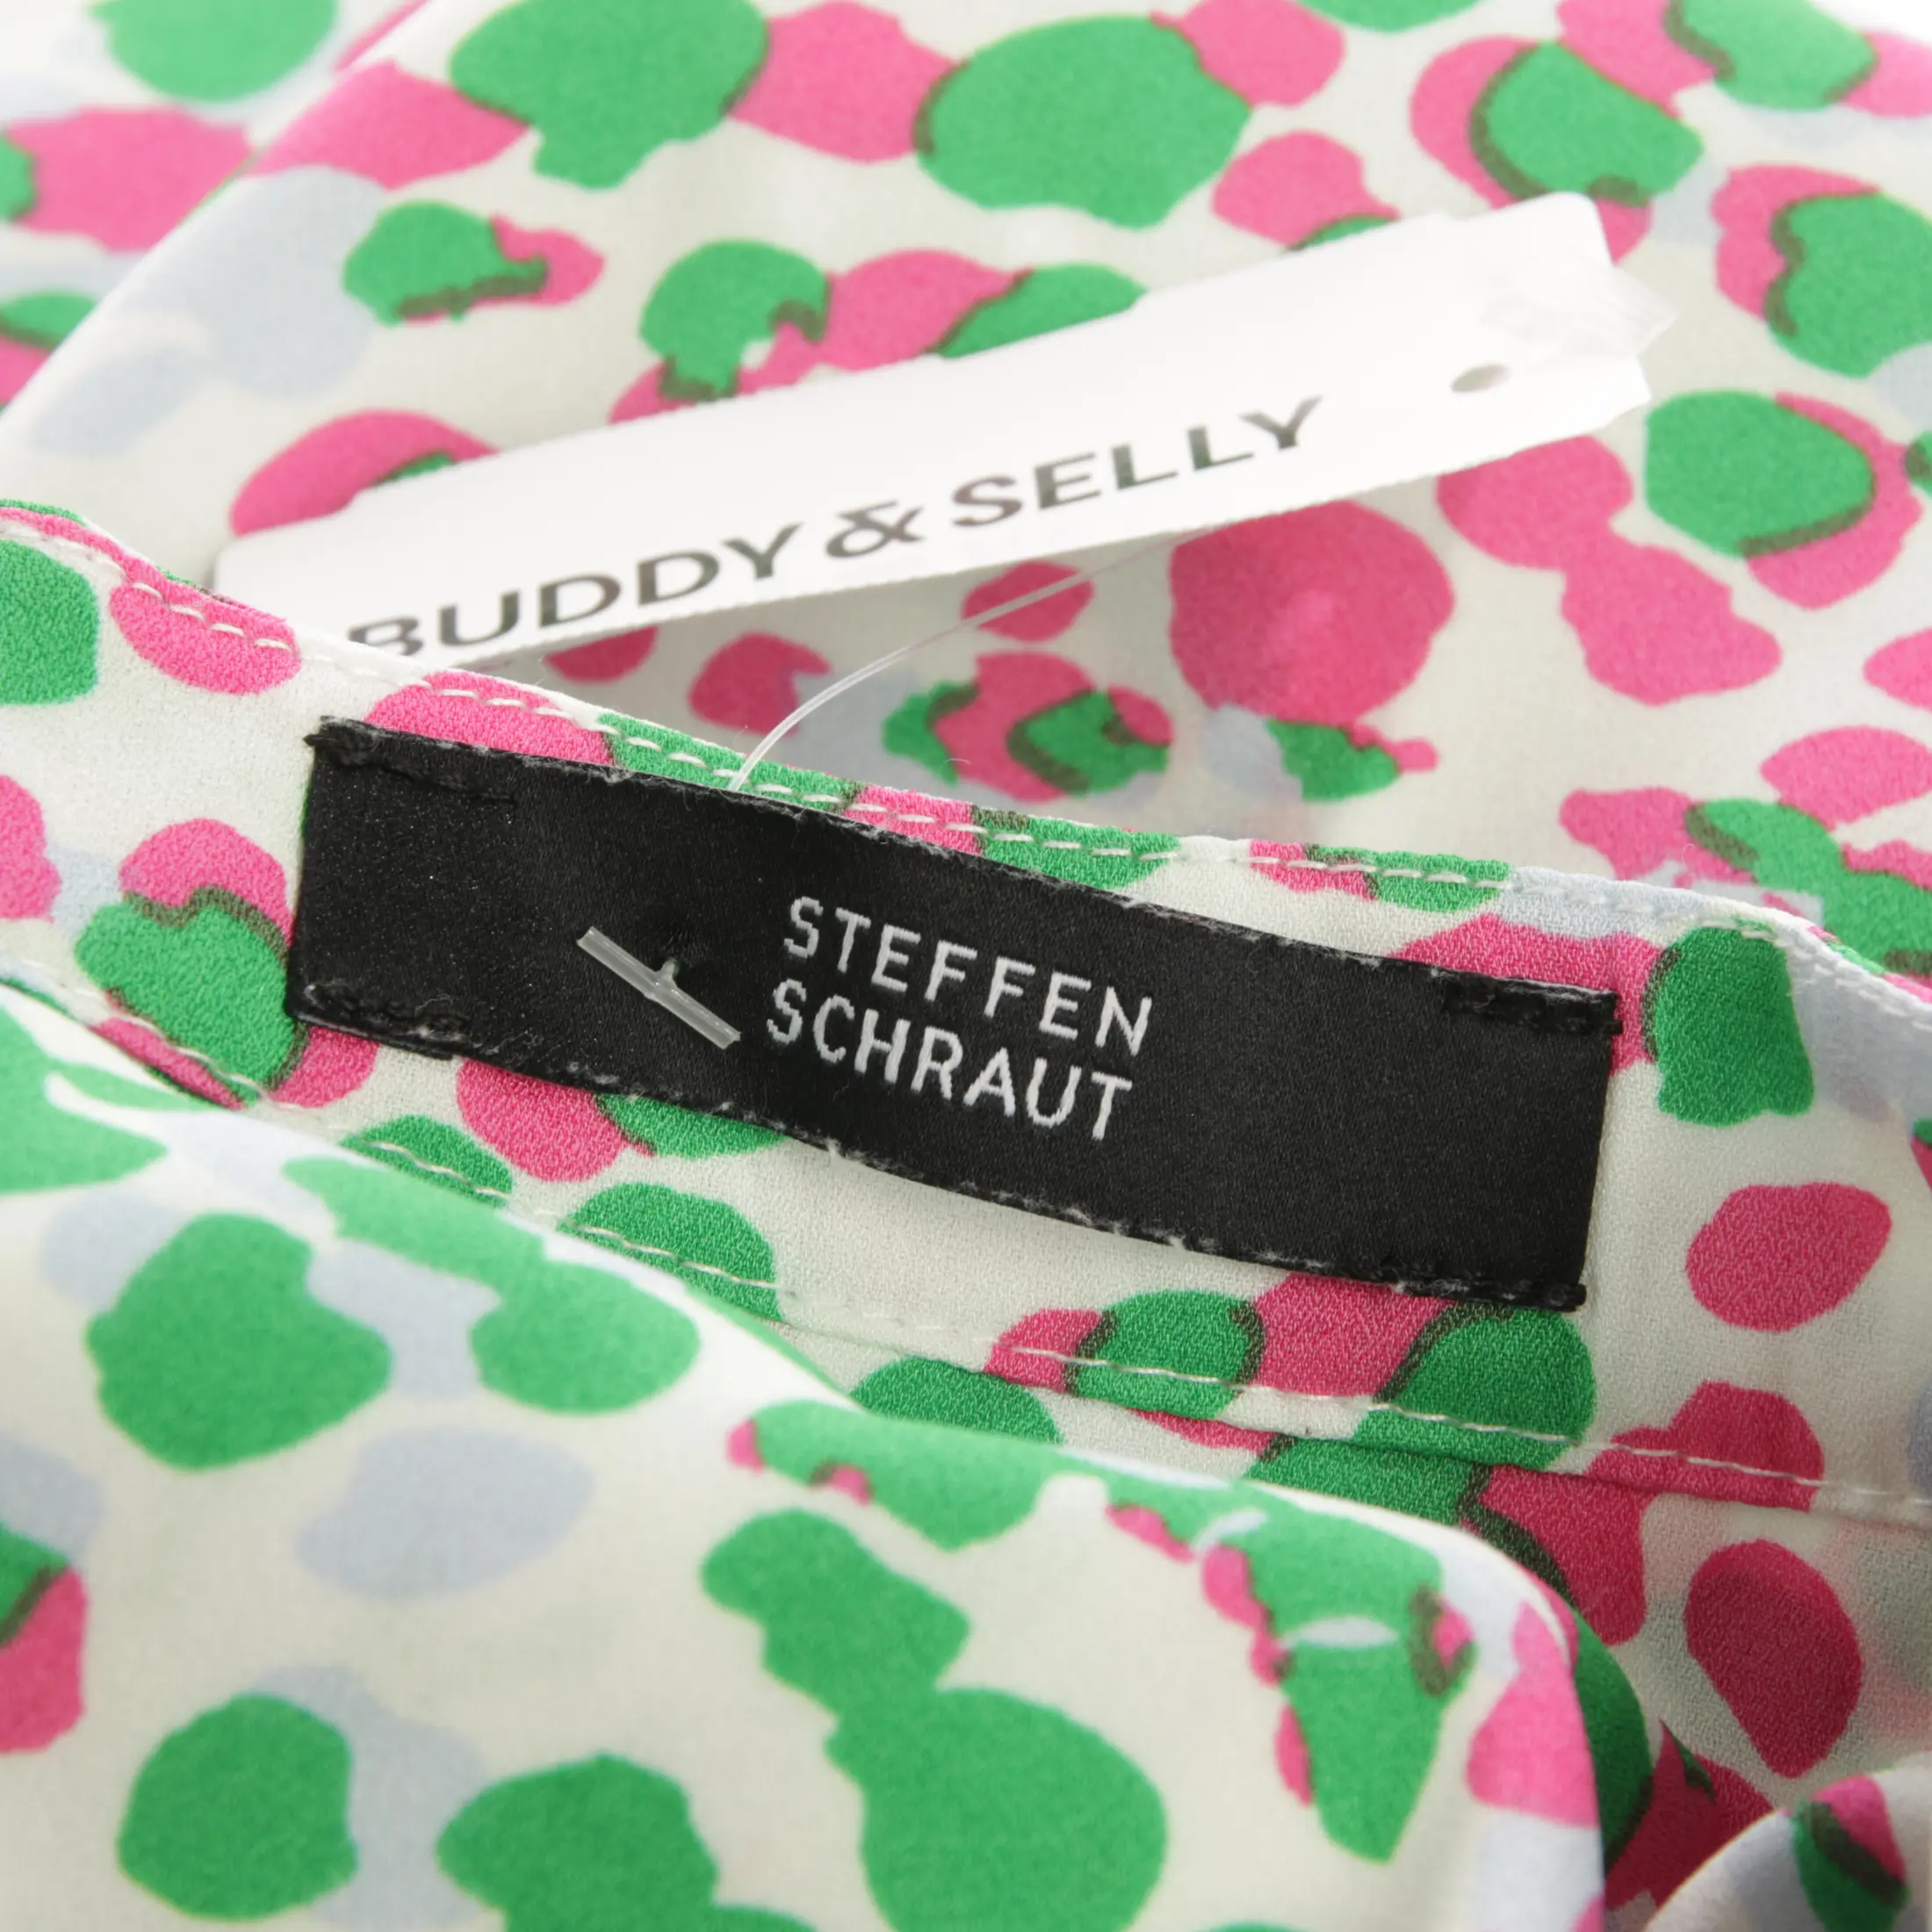 BUDDY & SELLY
STEFFEN
SCHRAUT